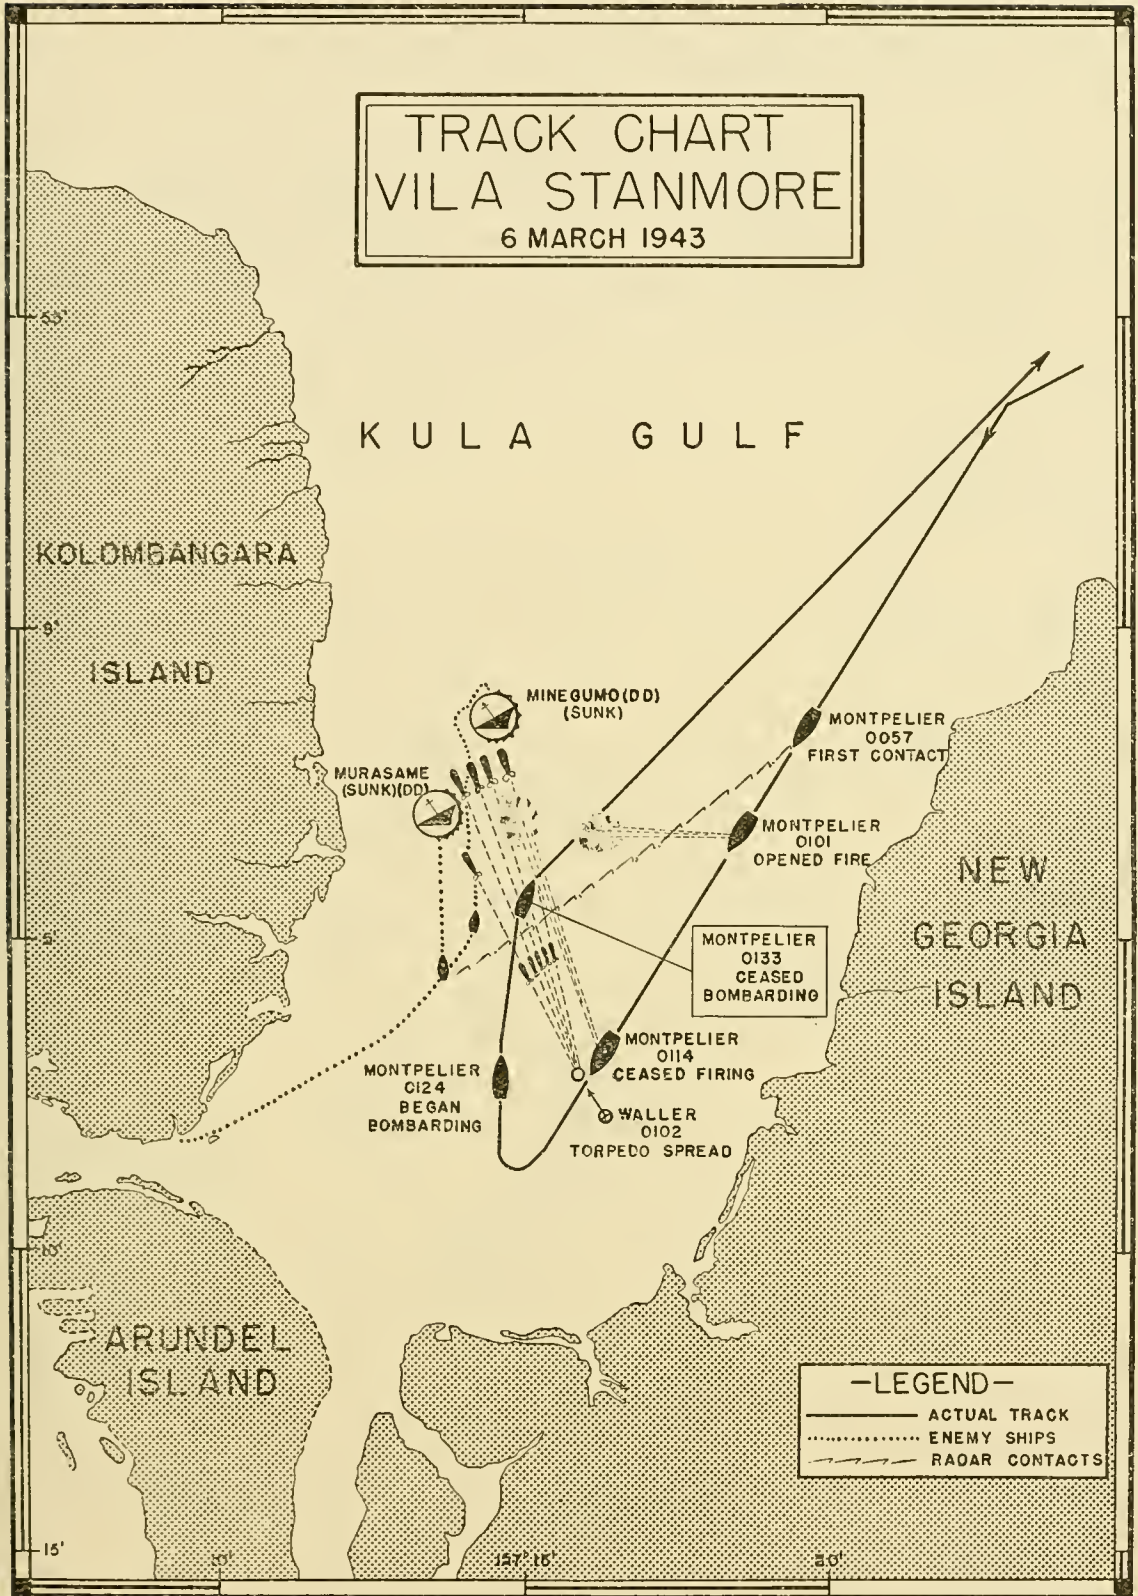 TRACK CHART
VILA STANMORE
6 MARCH 1943
55'
KULA GULF
KOLOMBANGARA
ISLAND
8°
MINEGUMO (DD)
(SUNK)
MURASAME
(SUNK)(DD)
MONTPELIER
0057
FIRST CONTACT
MONTPELIER
0101
OPENED FIRE
NEW
GEORGIA
ISLAND
5'
MONTPELIER
0133
CEASED
BOMBARDING
MONTPELIER
0114
CEASED FIRING
MONTPELIER
0124
BEGAN
BOMBARDING
WALLER
0102
TORPEDO SPREAD
10'
ARUNDEL
ISLAND
-LEGEND-
ACTUAL TRACK
ENEMY SHIPS
RADAR CONTACTS
15'
10'
157° 15'
20'